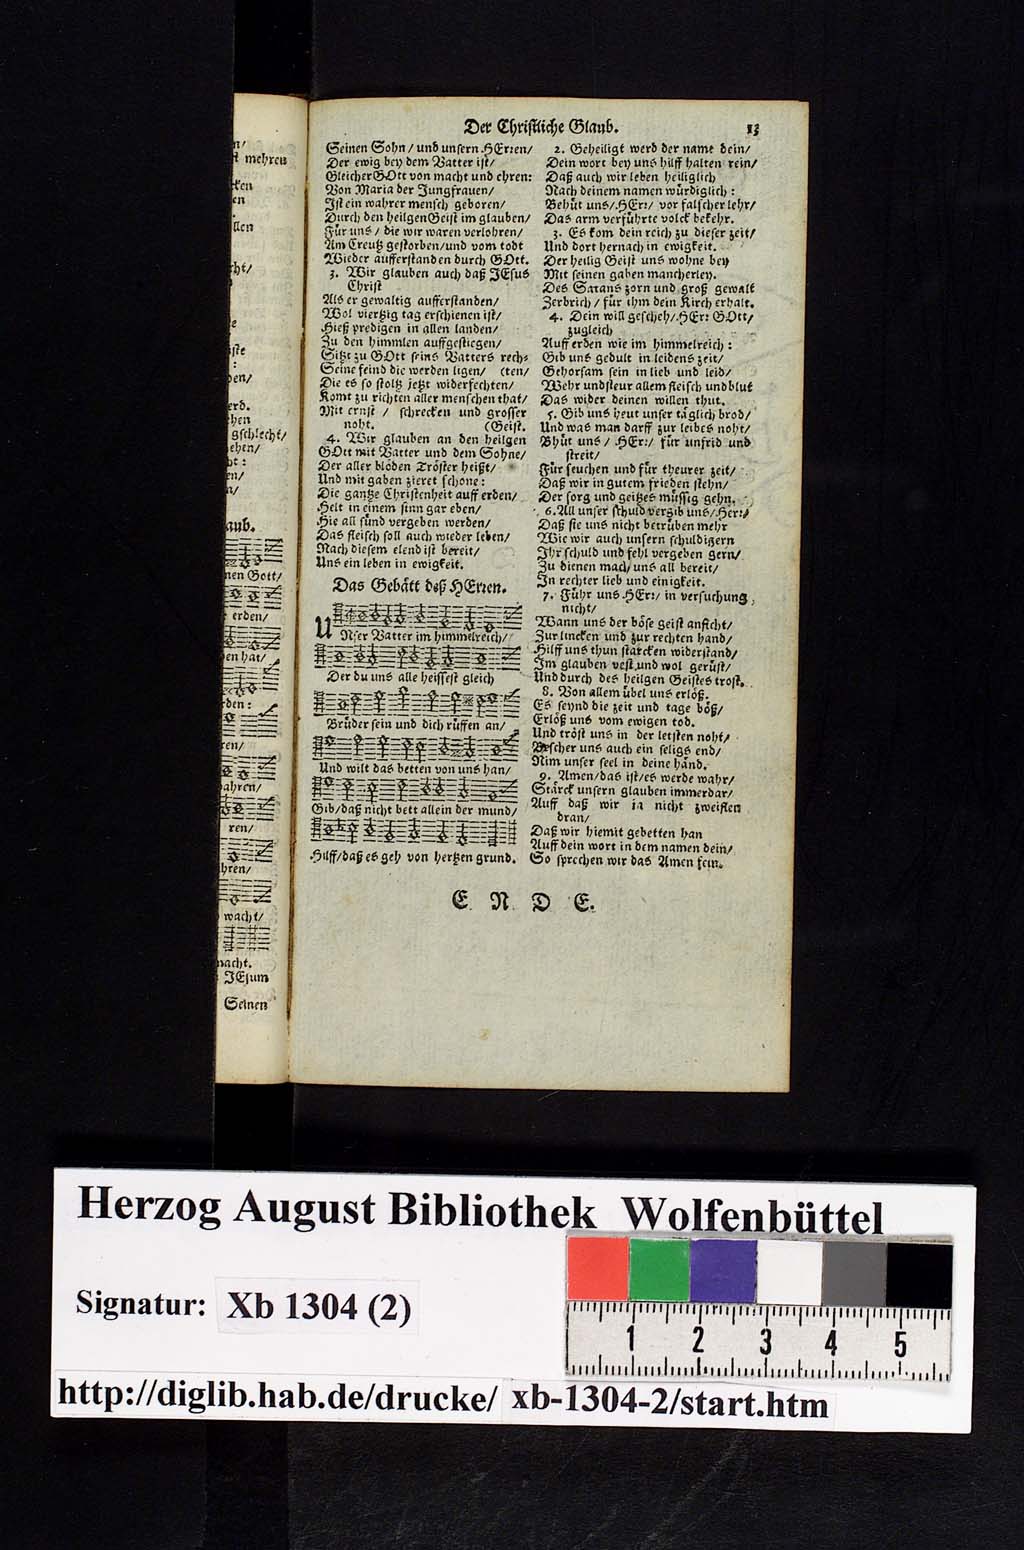 Der Christliche Glaub.
13
Seinen Sohn / und unsern HErren /
Der ewig bey dem Vatter ist /
Gleicher GOtt von macht und ehren:
Von Maria der Jungfrauen /
Ist ein wahrer mensch geboren /
Durch den heilgen Geist im glauben /
Für uns / die wir waren verlohren /
Am Creutz gestorben / und vom todt
Wieder aufferstanden durch GOtt.
3. Wir glauben auch daß JEsus
Christ
Als er gewaltig aufferstanden /
Wol viertzig tag erschienen ist /
Hieß predigen in allen landen /
Zu den himmlen auffgestiegen /
Sitzt zu GOtt seins Vatters rech=
Seine feind die werden ligen / (ten /
Die es so stoltz jetzt widerfechten /
Komt zu richten aller menschen that /
Mit ernst / schrecken und grosser
noht. (Geist.
4. Wir glauben an den heilgen
GOtt mit Vatter und dem Sohne /
Der aller blöden Tröster heißt /
Und mit gaben zieret schone:
Die gantze Christenheit auff erden /
Helt in einem sinn gar eben /
Hie all sünd vergeben werden /
Das fleisch soll auch wieder leben /
Nach diesem elend ist bereit /
Uns ein leben in ewigkeit.
Das Gebätt deß HErren.
UNser Vatter im himmelreich /
Der du uns alle heissest gleich
Brüder sein und dich rüffen an /
Und wilt das betten von uns han /
Gib / daß nicht bett allein der mund /
Hilff / daß es geh von hertzen grund.
2. Geheiligt werd der name dein /
Dein wort bey uns hilff halten rein /
Daß auch wir leben heiliglich
Nach deinem namen würdiglich:
Behüt uns / HErr / vor falscher lehr /
Das arm verführte volck bekehr.
3. Es kom dein reich zu dieser zeit /
Und dort hernach in ewigkeit.
Der heilig Geist uns wohne bey
Mit seinen gaben mancherley.
Des Satans zorn und groß gewalt
Zerbrich / für ihm dein Kirch erhalt.
4. Dein will gescheh / HErr GOtt /
zugleich
Auff erden wie im himmelreich:
Gib uns gedult in leidens zeit /
Gehorsam sein in lieb und leid /
Wehr und steur allem fleisch und blut
Das wider deinen willen thut.
5. Gib uns heut unser täglich brod /
Und was man darff zur leibes noht /
Bhüt uns / HErr / für unfrid und
streit /
Für seuchen und für theurer zeit /
Daß wir in gutem frieden stehn /
Der sorg und geitzes müssig gehn.
6. All unser schuld vergib uns / Herr /
Daß sie uns nicht betrüben mehr
Wie wir auch unsern schuldigern
Ihr schuld und fehl vergeben gern /
Zu dienen mach uns all bereit /
In rechter lieb und einigkeit.
7. Führ uns HErr / in versuchung
nicht /
Wann uns der böse geist anficht /
Zur lincken und zur rechten hand /
Hilff uns thun starcken widerstand /
Im glauben vest und wol gerüst /
Und durch des heilgen Geistes trost.
8. Von allem übel uns erlöß.
Es seynd die zeit und tage böß /
Erlöß uns vom ewigen tod.
Und tröst uns in der letsten noht /
Bescher uns auch ein seligs end /
Nim unser seel in deine händ.
9. Amen / das ist / es werde wahr /
Stärck unsern glauben immerdar /
Auff daß wir ja nicht zweiflen
dran /
Daß wir hiemit gebetten han
Auff dein wort in dem namen dein /
So sprechen wir das Amen fein.
E N D E.
mehren
gschlecht /
aub.
nen Gott /
erden /
macht.
JEsum
Seinen
Herzog August Bibliothek Wolfenbüttel
Signatur: Xb 1304 (2)
1 2 3 4 5
http://diglib.hab.de/drucke/ xb-1304-2/start.htm